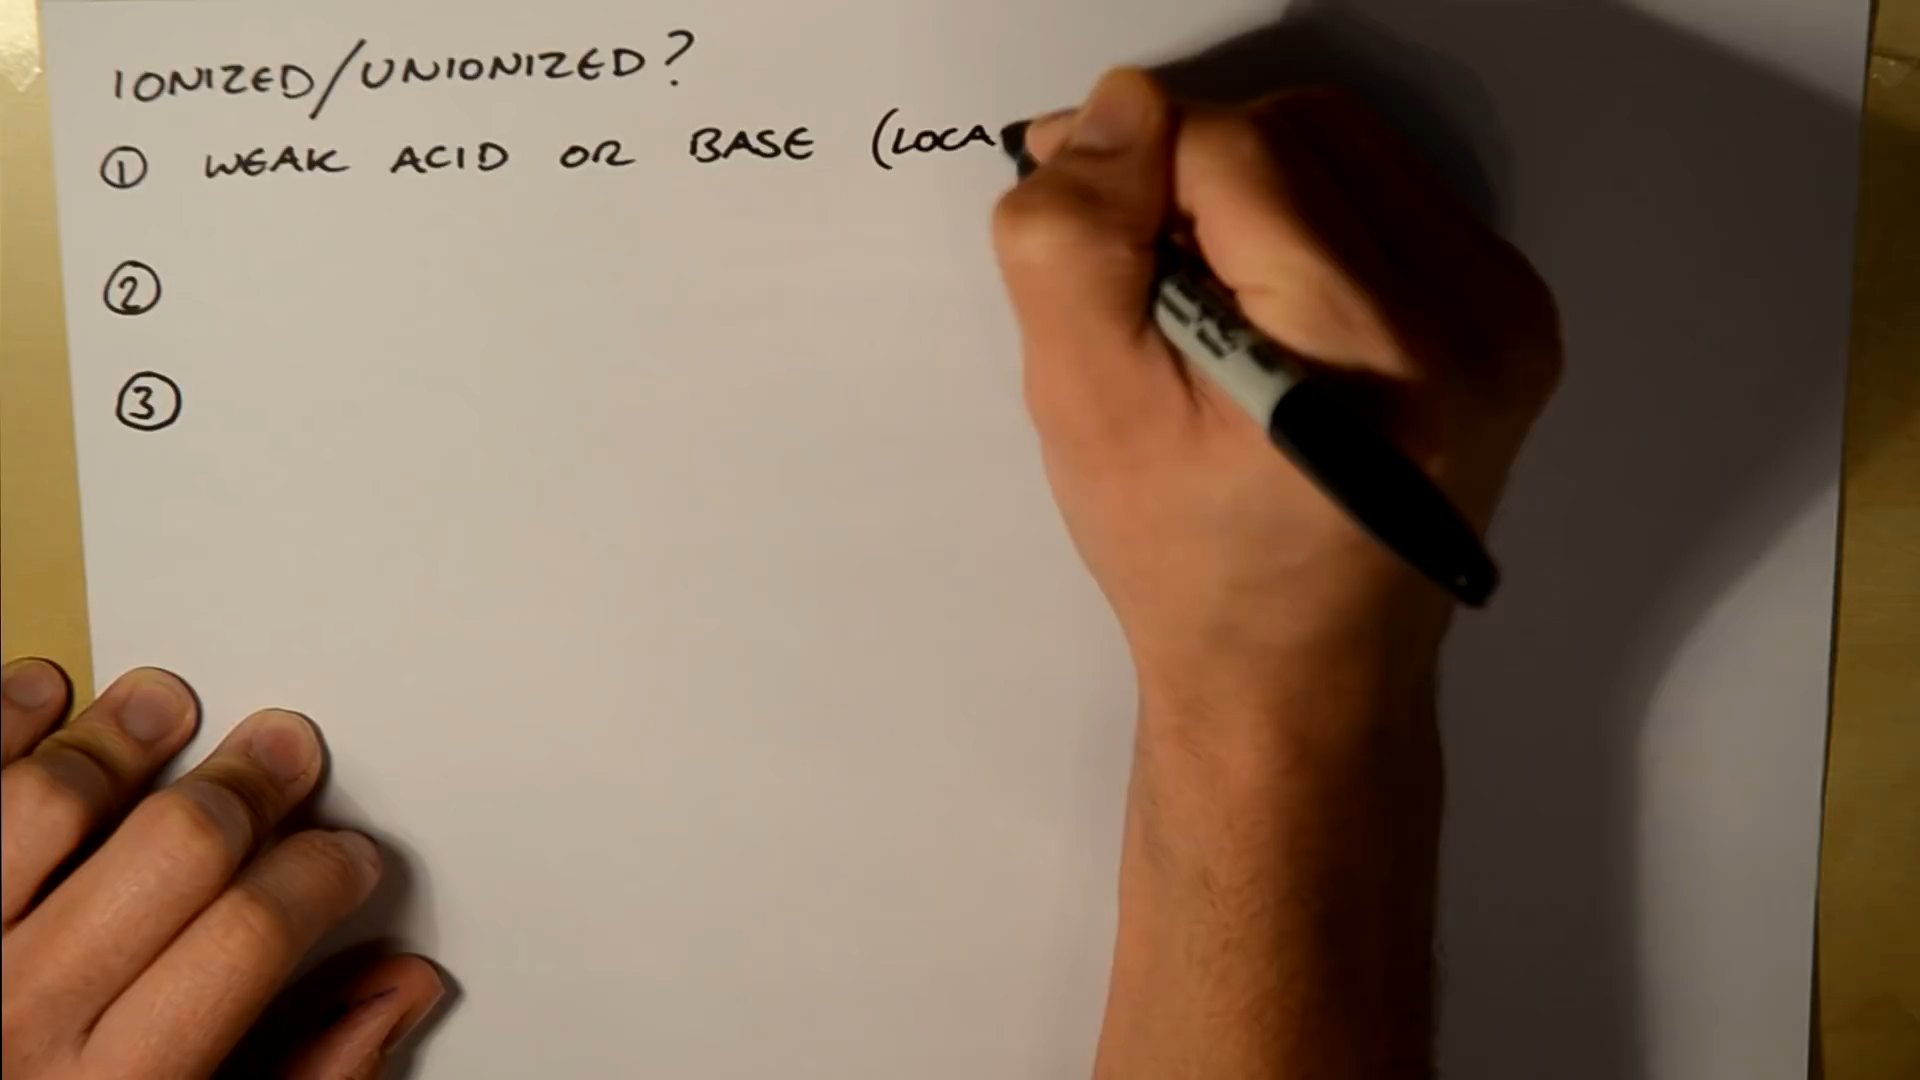 IONIZED/UNIONIZED?
① WEAK ACID OR BASE (LOCA
②
③